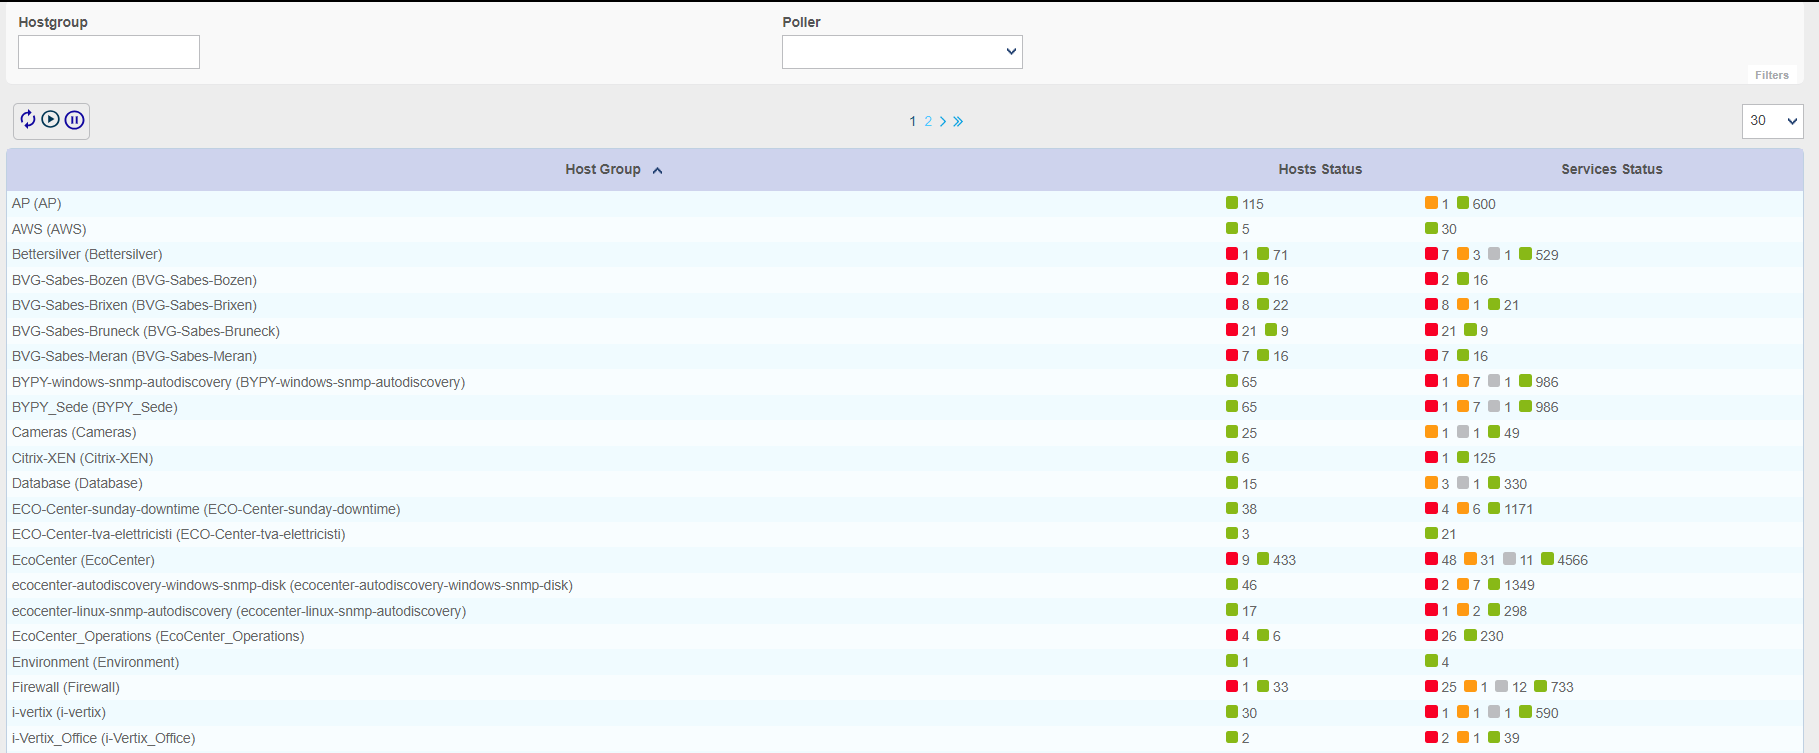 Hostgroup Poller
Filters
1 2 30
Host Group Hosts Status Services Status
AP (AP) 115 1 600
AWS (AWS) 5 30
Bettersilver (Bettersilver) 1 71 7 3 1 529
BVG-Sabes-Bozen (BVG-Sabes-Bozen) 2 16 2 16
BVG-Sabes-Brixen (BVG-Sabes-Brixen) 8 22 8 1 21
BVG-Sabes-Bruneck (BVG-Sabes-Bruneck) 21 9 21 9
BVG-Sabes-Meran (BVG-Sabes-Meran) 7 16 7 16
BYPY-windows-snmp-autodiscovery (BYPY-windows-snmp-autodiscovery) 65 1 7 1 986
BYPY_Sede (BYPY_Sede) 65 1 7 1 986
Cameras (Cameras) 25 1 1 49
Citrix-XEN (Citrix-XEN) 6 1 125
Database (Database) 15 3 1 330
ECO-Center-sunday-downtime (ECO-Center-sunday-downtime) 38 4 6 1171
ECO-Center-tva-elettricisti (ECO-Center-tva-elettricisti) 3 21
EcoCenter (EcoCenter) 9 433 48 31 11 4566
ecocenter-autodiscovery-windows-snmp-disk (ecocenter-autodiscovery-windows-snmp-disk) 46 2 7 1349
ecocenter-linux-snmp-autodiscovery (ecocenter-linux-snmp-autodiscovery) 17 1 2 298
EcoCenter_Operations (EcoCenter_Operations) 4 6 26 230
Environment (Environment) 1 4
Firewall (Firewall) 1 33 25 1 12 733
i-vertix (i-vertix) 30 1 1 1 590
i-Vertix_Office (i-Vertix_Office) 2 2 1 39